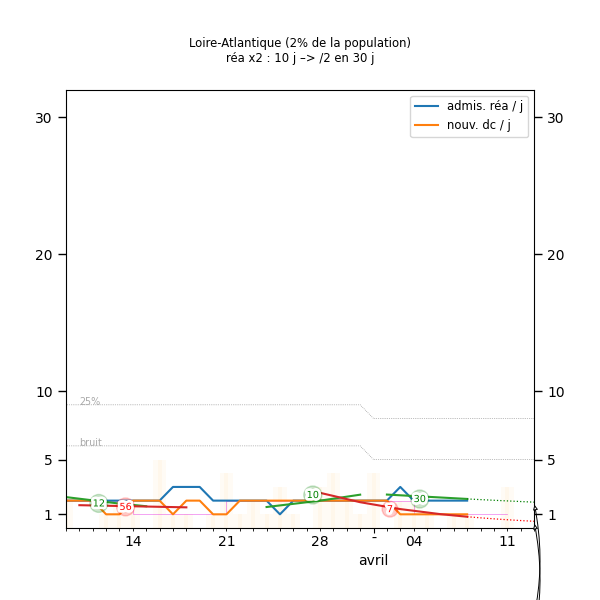 Loire-Atlantique (2% de la population)
réa x2 : 10 j –> /2 en 30 j
admis. réa / j
nouv. dc / j
30 30
20 20
10 10
25%
bruit
5 5
12 56 10 7 30
1 1
14 21 28 - 04 11
avril